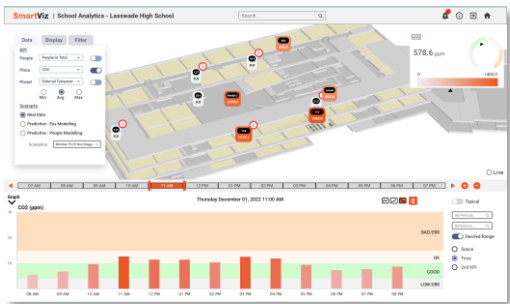 SmartViz | School Analytics - Lasswade High School
Search
Data Display Filter
KPI
People People In Total
Place CO2
Planet External Temperat..
Min Avg Max
Scenario
Real Data
Predictive - Env Modelling
Predictive - People Modelling
Scenario:
CO2
578.6 ppm
0 1400.0
Live
07 AM 08 AM 09 AM 10 AM 11 AM 12 PM 01 PM 02 PM 03 PM 04 PM 05 PM 06 PM 07 PM
Graph
Thursday December 01, 2022 11:00 AM
Typical
CO2 (ppm)
BAD/ERR
Desired Range
OK
Space
Time
GOOD
2nd KPI
LOW/ERR
08 AM 09 AM 10 AM 11 AM 12 PM 01 PM 02 PM 03 PM 04 PM 05 PM 06 PM 07 PM 08 PM